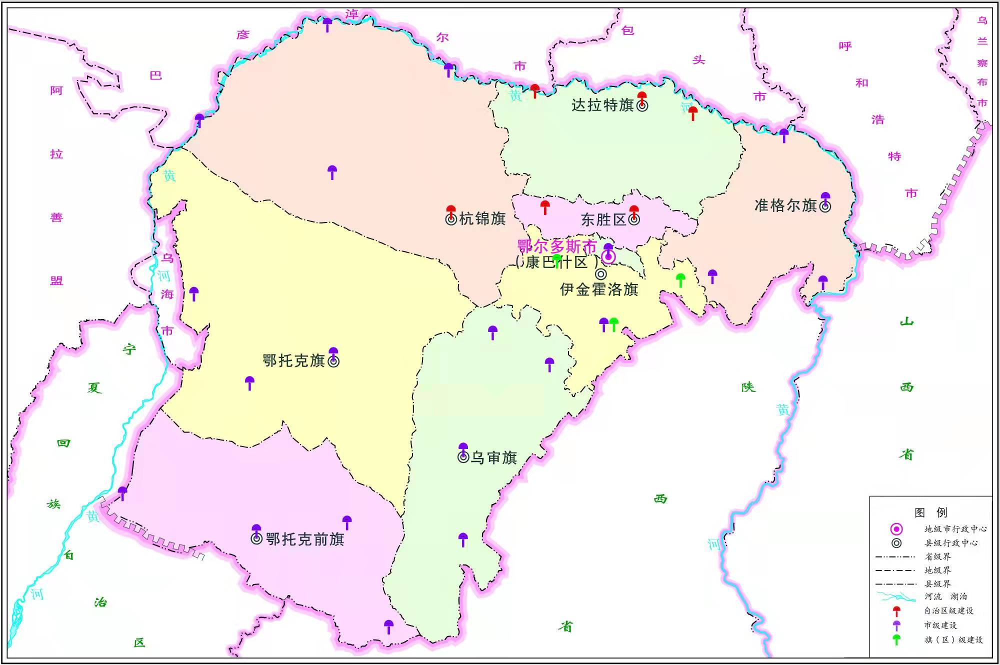 巴彦淖尔市
包头市
呼和浩特市
乌兰察布市
阿拉善盟
乌海市
黄河
黄河
达拉特旗
准格尔旗
杭锦旗
东胜区
鄂尔多斯市
(康巴什区)
伊金霍洛旗
鄂托克旗
乌审旗
鄂托克前旗
宁夏回族自治区
黄河
陕西省
黄河
山西省
图 例
地级市行政中心
县级行政中心
省级界
地级界
县级界
河流 湖泊
自治区级建设
市级建设
旗(区)级建设